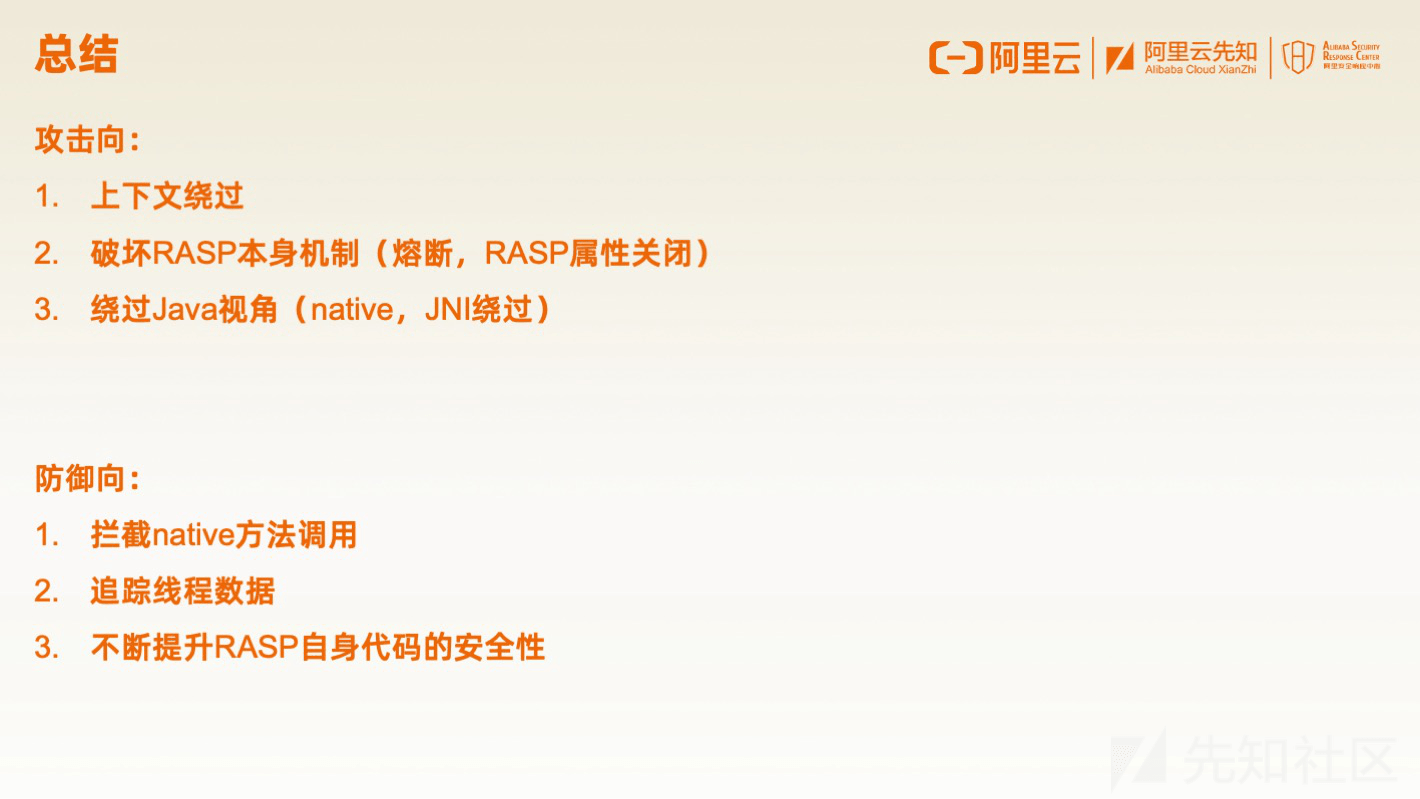 总结
阿里云
阿里云先知
Alibaba Cloud XianZhi
ALIBABA SECURITY
RESPONSE CENTER
阿里安全响应中心
攻击向：
1. 上下文绕过
2. 破坏RASP本身机制（熔断，RASP属性关闭）
3. 绕过Java视角（native，JNI绕过）
防御向：
1. 拦截native方法调用
2. 追踪线程数据
3. 不断提升RASP自身代码的安全性
先知社区